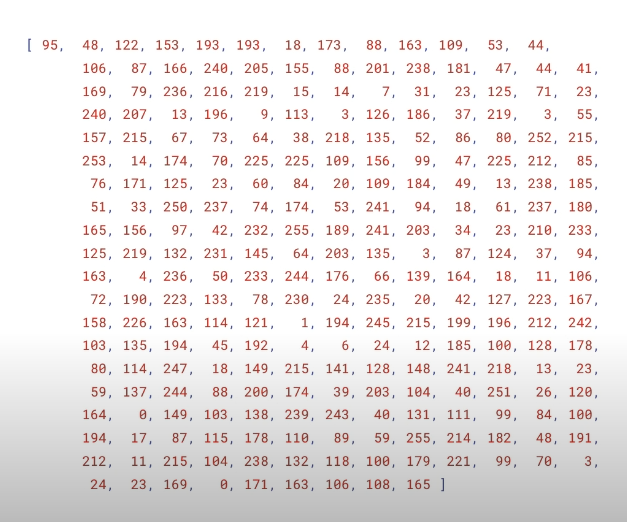 [ 95, 48, 122, 153, 193, 193, 18, 173, 88, 163, 109, 53, 44,
106, 87, 166, 240, 205, 155, 88, 201, 238, 181, 47, 44, 41,
169, 79, 236, 216, 219, 15, 14, 7, 31, 23, 125, 71, 23,
240, 207, 13, 196, 9, 113, 3, 126, 186, 37, 219, 3, 55,
157, 215, 67, 73, 64, 38, 218, 135, 52, 86, 80, 252, 215,
253, 14, 174, 70, 225, 225, 109, 156, 99, 47, 225, 212, 85,
76, 171, 125, 23, 60, 84, 20, 109, 184, 49, 13, 238, 185,
51, 33, 250, 237, 74, 174, 53, 241, 94, 18, 61, 237, 180,
165, 156, 97, 42, 232, 255, 189, 241, 203, 34, 23, 210, 233,
125, 219, 132, 231, 145, 64, 203, 135, 3, 87, 124, 37, 94,
163, 4, 236, 50, 233, 244, 176, 66, 139, 164, 18, 11, 106,
72, 190, 223, 133, 78, 230, 24, 235, 20, 42, 127, 223, 167,
158, 226, 163, 114, 121, 1, 194, 245, 215, 199, 196, 212, 242,
103, 135, 194, 45, 192, 4, 6, 24, 12, 185, 100, 128, 178,
80, 114, 247, 18, 149, 215, 141, 128, 148, 241, 218, 13, 23,
59, 137, 244, 88, 200, 174, 39, 203, 104, 40, 251, 26, 120,
164, 0, 149, 103, 138, 239, 243, 40, 131, 111, 99, 84, 100,
194, 17, 87, 115, 178, 110, 89, 59, 255, 214, 182, 48, 191,
212, 11, 215, 104, 238, 132, 118, 100, 179, 221, 99, 70, 3,
24, 23, 169, 0, 171, 163, 106, 108, 165 ]